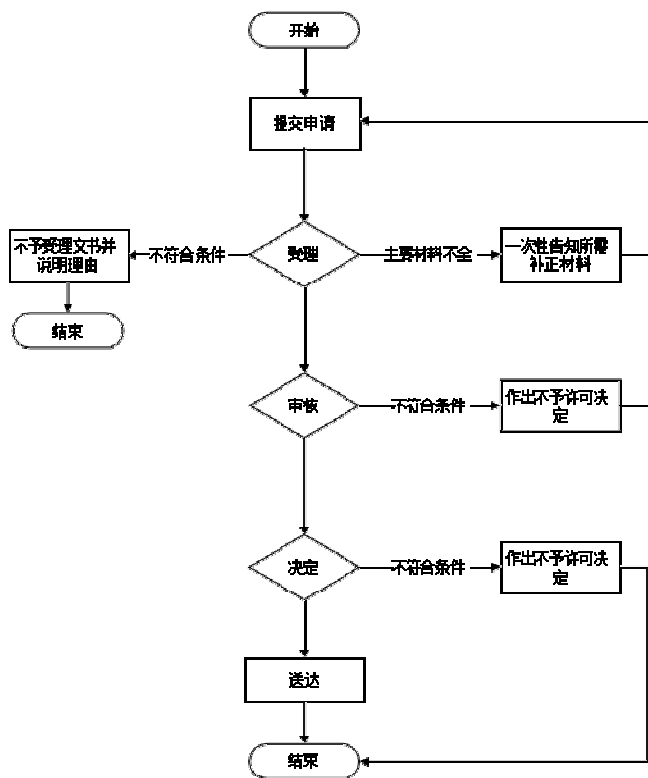 开始
提交申请
不予受理文书并
说明理由
不符合条件
受理
主要材料不全
一次性告知所需
补正材料
结束
审核
不符合条件
作出不予许可决
定
决定
不符合条件
作出不予许可决
定
送达
结束